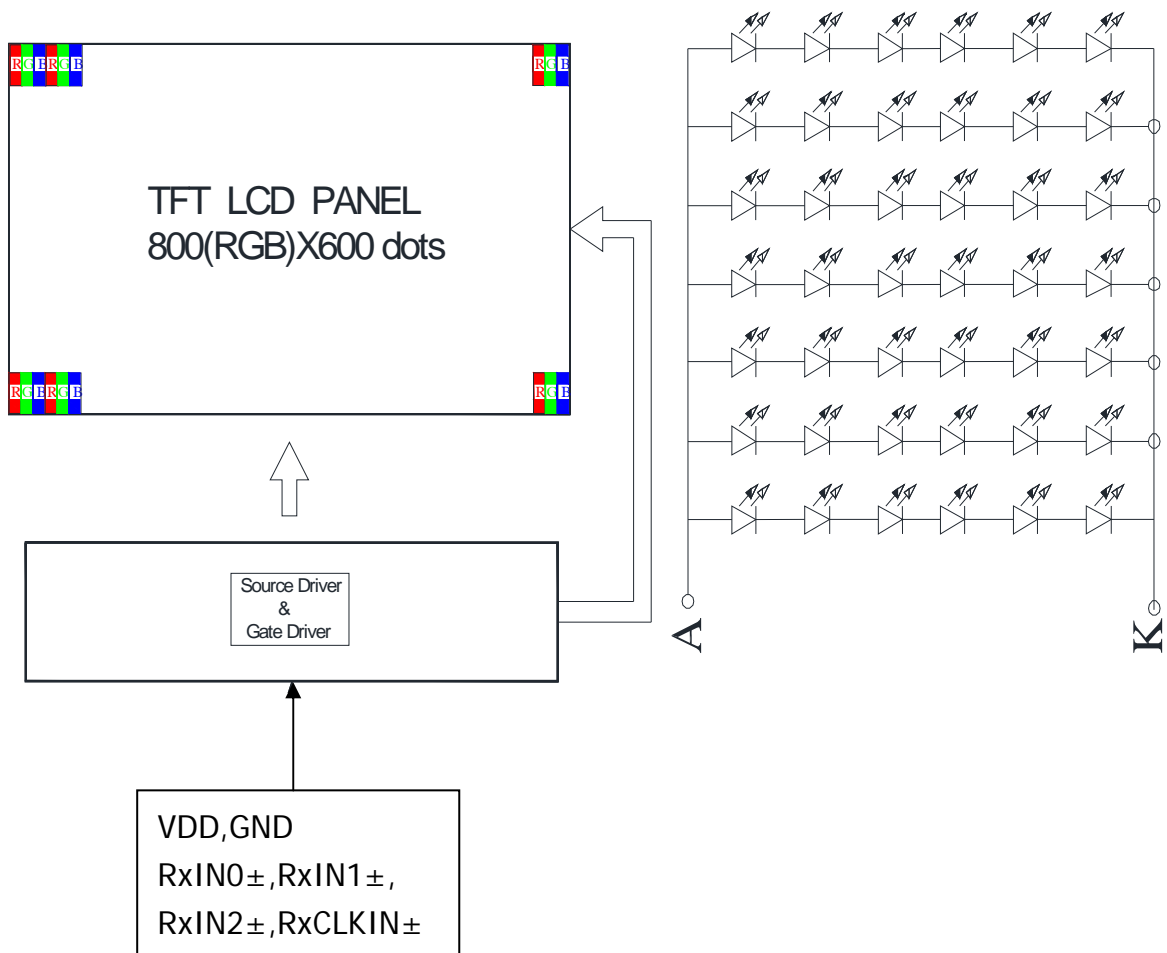 RGBRGB
RGB
TFT LCD PANEL
800(RGB)X600 dots
RGBRGB
RGB
Source Driver
&
Gate Driver
A
K
VDD,GND
RxIN0±,RxIN1±,
RxIN2±,RxCLKIN±